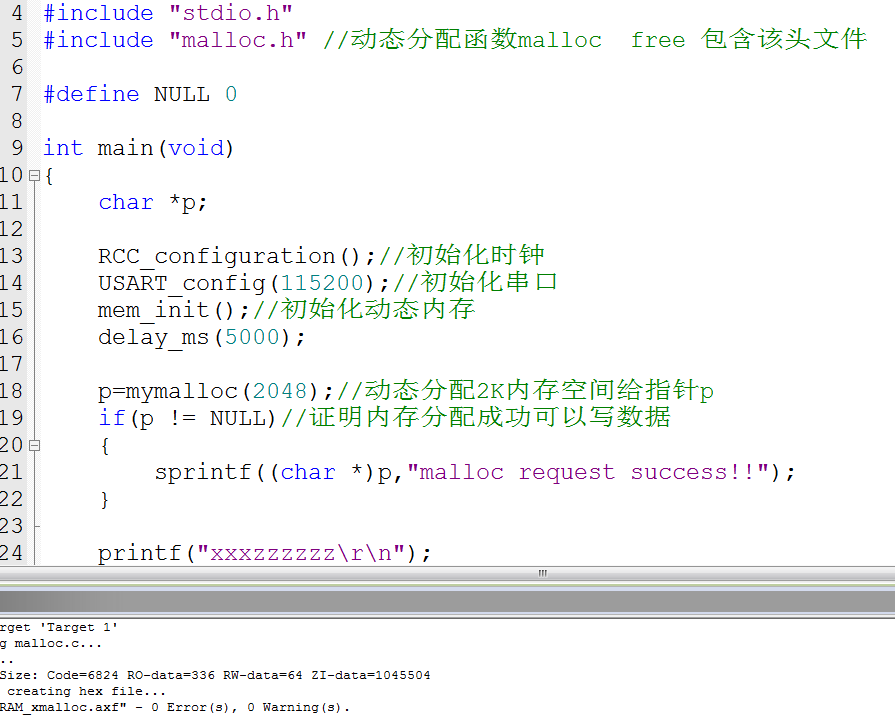 4 #include "stdio.h"
5 #include "malloc.h" //动态分配函数malloc  free 包含该头文件
6
7 #define NULL 0
8
9 int main(void)
10 {
11     char *p;
12
13     RCC_configuration();//初始化时钟
14     USART_config(115200);//初始化串口
15     mem_init();//初始化动态内存
16     delay_ms(5000);
17
18     p=mymalloc(2048);//动态分配2K内存空间给指针p
19     if(p != NULL)//证明内存分配成功可以写数据
20     {
21         sprintf((char *)p,"malloc request success!!");
22     }
23
24     printf("xxxzzzzzz\r\n");
rget 'Target 1'
g malloc.c...
..
Size: Code=6824 RO-data=336 RW-data=64 ZI-data=1045504
creating hex file...
RAM_xmalloc.axf" - 0 Error(s), 0 Warning(s).